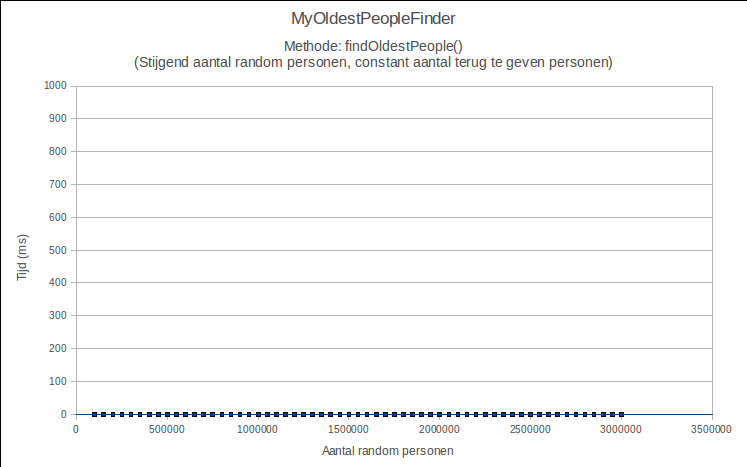 MyOldestPeopleFinder
Methode: findOldestPeople()
(Stijgend aantal random personen, constant aantal terug te geven personen)
1000
900
800
700
600
500
400
300
200
100
0
Tijd (ms)
0 500000 1000000 1500000 2000000 2500000 3000000 3500000
Aantal random personen